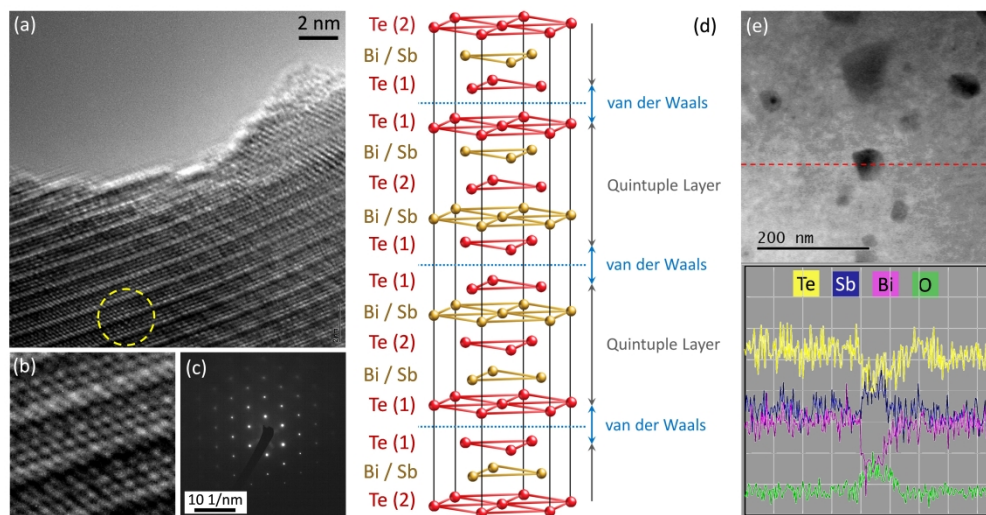 (a)
2 nm
(b)
(c)
10 1/nm
(d)
Te (2)
Bi / Sb
Te (1)
van der Waals
Te (1)
Bi / Sb
Te (2)
Quintuple Layer
Bi / Sb
Te (1)
van der Waals
Te (1)
Bi / Sb
Te (2)
Quintuple Layer
Bi / Sb
Te (1)
van der Waals
Te (1)
Bi / Sb
Te (2)
(e)
200 nm
Te Sb Bi O